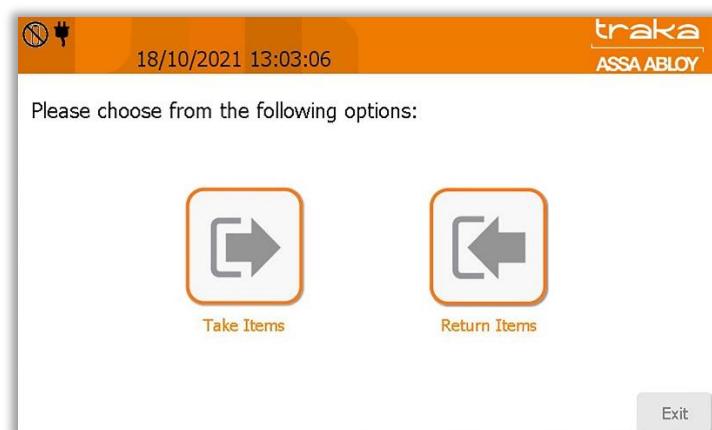 traka
18/10/2021 13:03:06
ASSA ABLOY
Please choose from the following options:
Take Items
Return Items
Exit